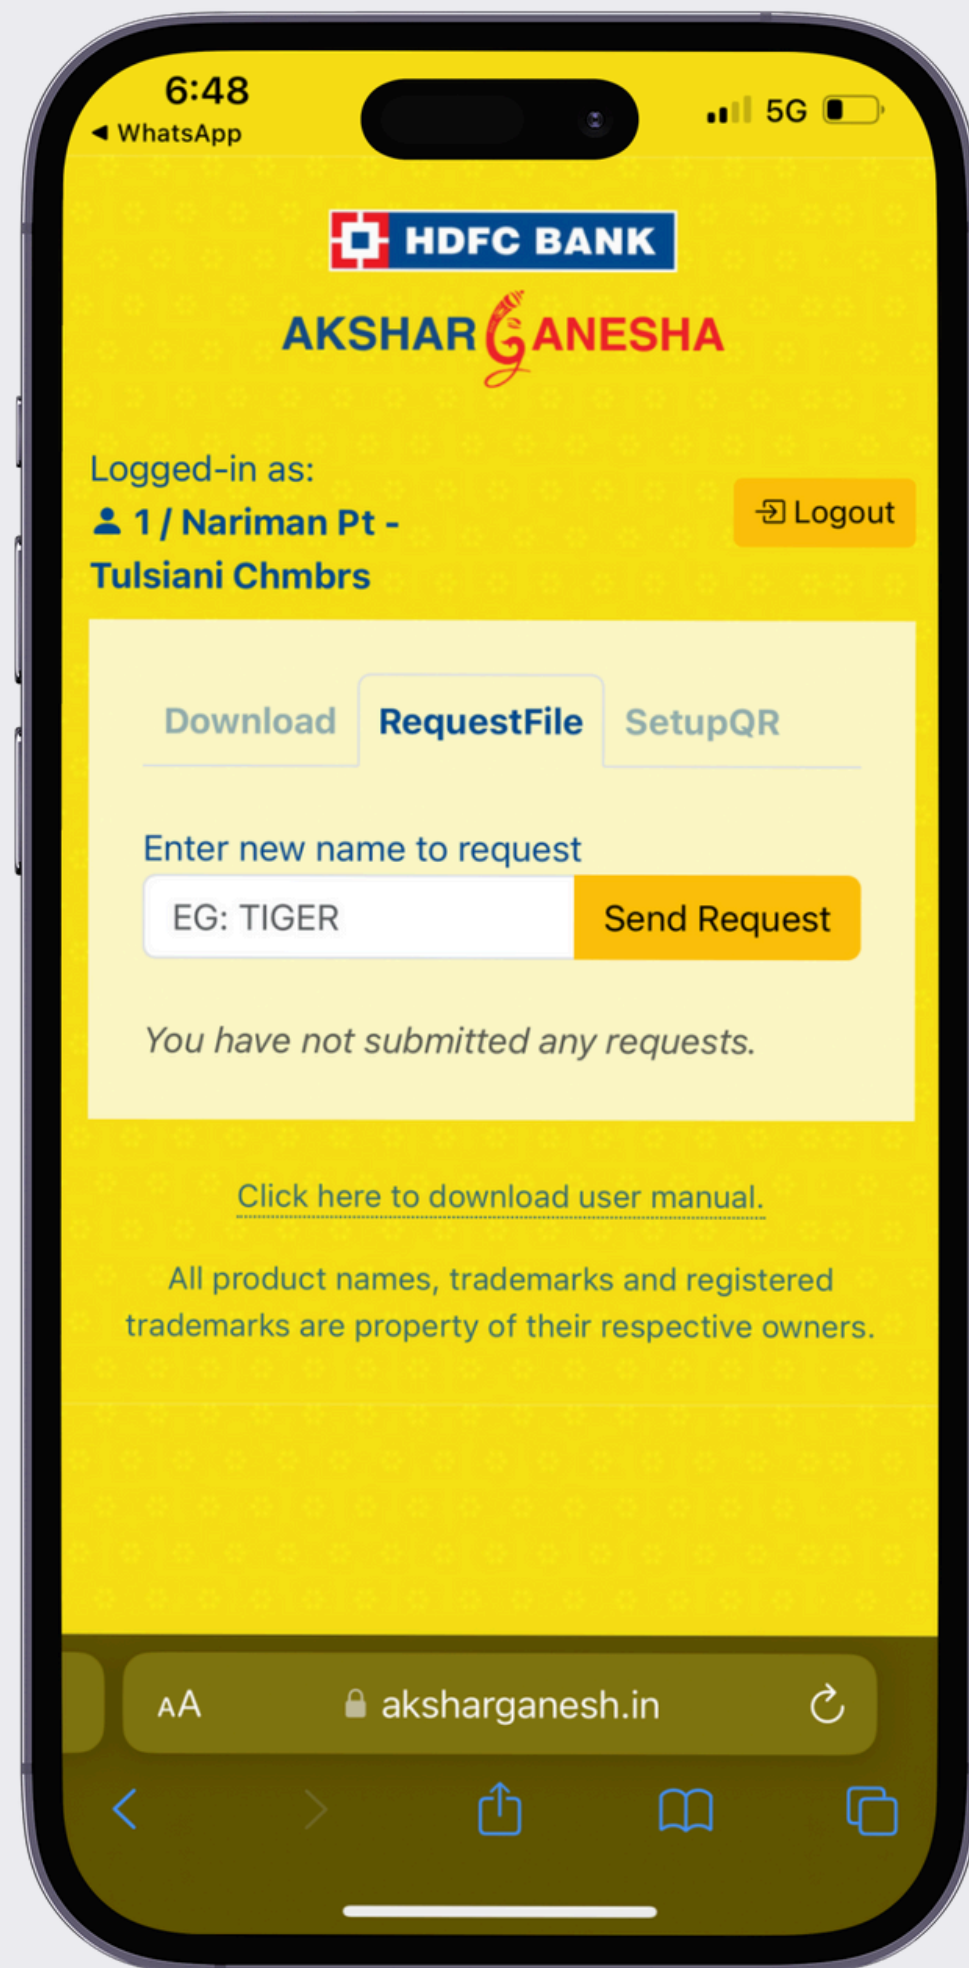 6:48
◀ WhatsApp
5G
HDFC BANK
AKSHAR GANESHA
Logged-in as:
1 / Nariman Pt -
Tulsiani Chmbrs
Logout
Download RequestFile SetupQR
Enter new name to request
EG: TIGER Send Request
You have not submitted any requests.
Click here to download user manual.
All product names, trademarks and registered
trademarks are property of their respective owners.
AA aksharganesh.in